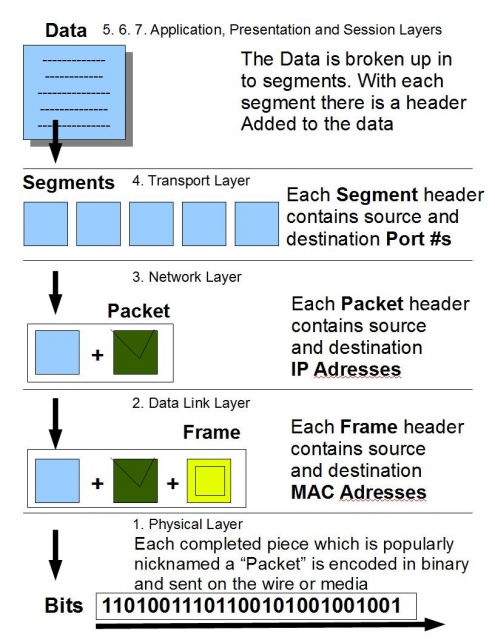 Data 5. 6. 7. Application, Presentation and Session Layers
The Data is broken up in
to segments. With each
segment there is a header
Added to the data
Segments 4. Transport Layer
Each Segment header
contains source and
destination Port #s
3. Network Layer
Packet
+
Each Packet header
contains source
and destination
IP Adresses
2. Data Link Layer
Frame
+ +
Each Frame header
contains source
and destination
MAC Adresses
1. Physical Layer
Each completed piece which is popularly
nicknamed a “Packet” is encoded in binary
and sent on the wire or media
Bits 1101001110110010100100100​1